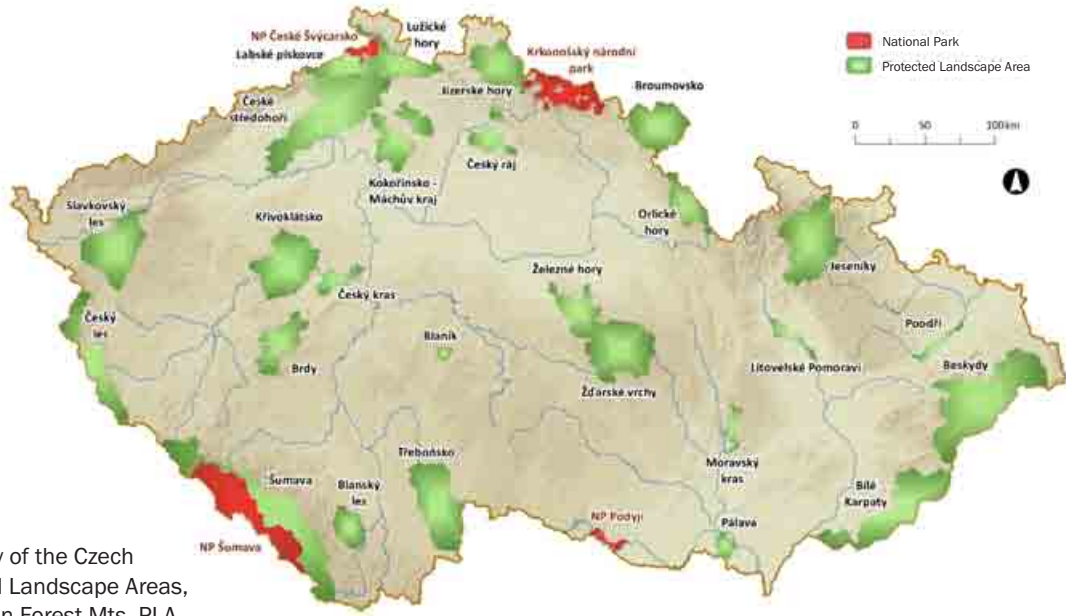 NP České Švýcarsko
Labské pískovce
Lužické
hory
Krkonošský národní
park
National Park
Protected Landscape Area
0 50 100km
Jizerské hory
Broumovsko
České
středohoří
Český ráj
Kokořínsko -
Máchův kraj
Slavkovský
les
Křivoklátsko
Orlické
hory
Železné hory
Jeseníky
Český kras
Český
les
Poodří
Blaník
Brdy
Litovelské Pomoraví
Beskydy
Žďárské vrchy
Třeboňsko
Moravský
kras
Šumava
Blanský
les
Bílé
Karpaty
NP Podyjí
Pálava
NP Šumava
y of the Czech
l Landscape Areas,
n Forest Mts. PLA